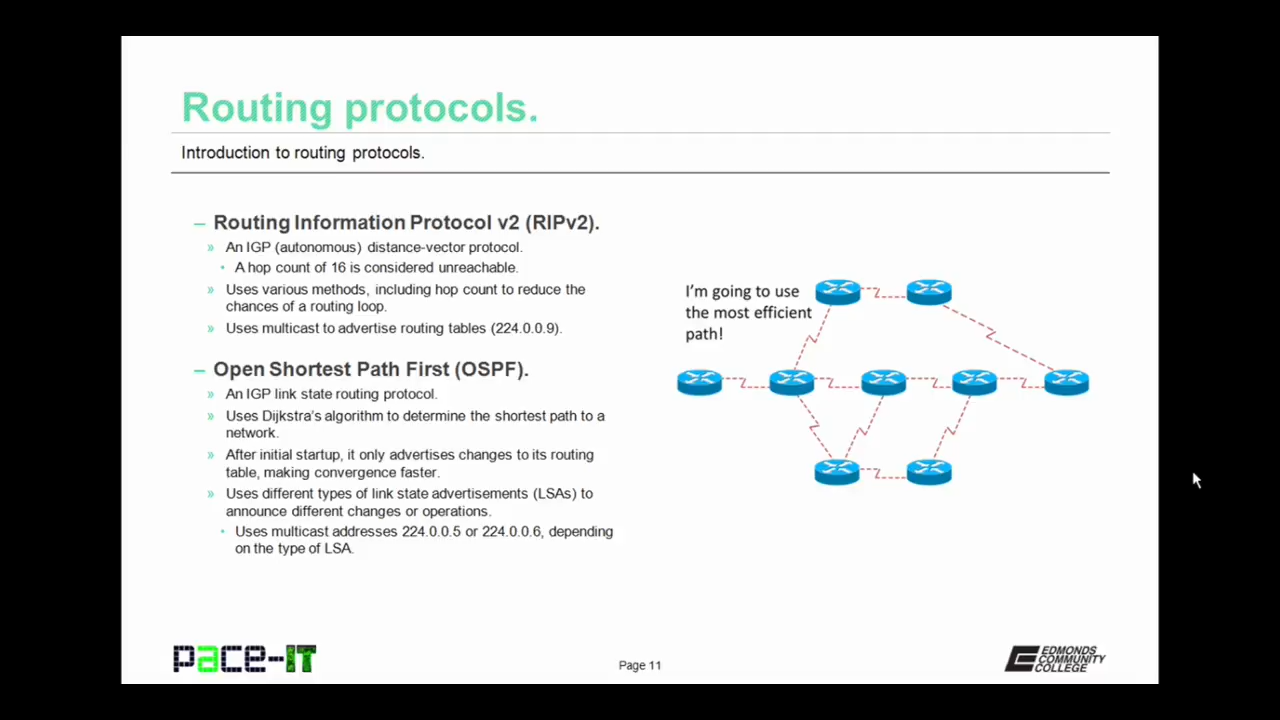 Routing protocols.
Introduction to routing protocols.
– Routing Information Protocol v2 (RIPv2).
» An IGP (autonomous) distance-vector protocol.
• A hop count of 16 is considered unreachable.
» Uses various methods, including hop count to reduce the
chances of a routing loop.
» Uses multicast to advertise routing tables (224.0.0.9).
– Open Shortest Path First (OSPF).
» An IGP link state routing protocol.
» Uses Dijkstra's algorithm to determine the shortest path to a
network.
» After initial startup, it only advertises changes to its routing
table, making convergence faster.
» Uses different types of link state advertisements (LSAs) to
announce different changes or operations.
• Uses multicast addresses 224.0.0.5 or 224.0.0.6, depending
on the type of LSA.
I'm going to use
the most efficient
path!
pace-IT
Page 11
EDMONDS
COMMUNITY
COLLEGE